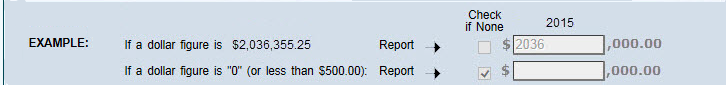 Check
if None 2015
EXAMPLE: If a dollar figure is $2,036,355.25 Report → $ 2036 ,000.00
If a dollar figure is "0" (or less than $500.00): Report → $ ,000.00